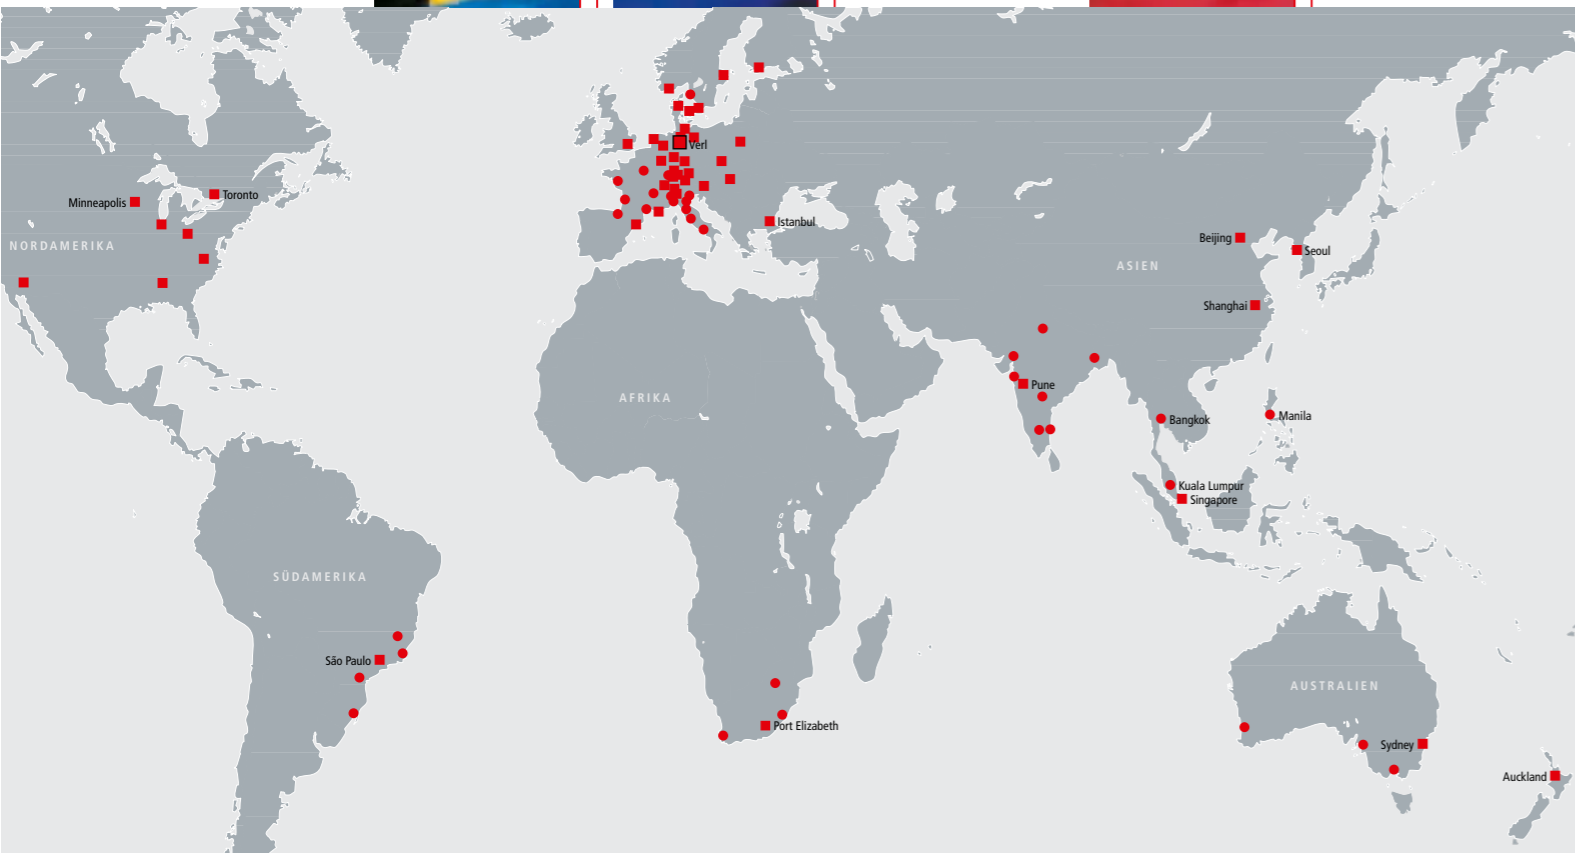 Verl
Toronto
Minneapolis
Istanbul
NORDAMERIKA
Beijing
Seoul
ASIEN
Shanghai
Pune
AFRIKA
Manila
Bangkok
Kuala Lumpur
Singapore
SÜDAMERIKA
São Paulo
AUSTRALIEN
Port Elizabeth
Sydney
Auckland